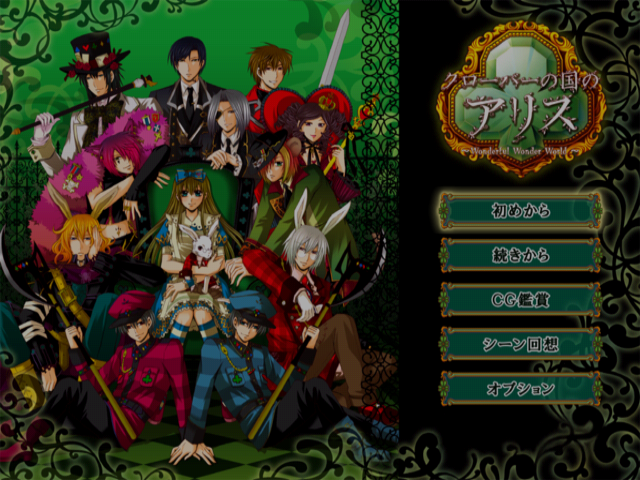 クローバーの国の
アリス
～Wonderful Wonder World～
初めから
続きから
CG鑑賞
シーン回想
オプション